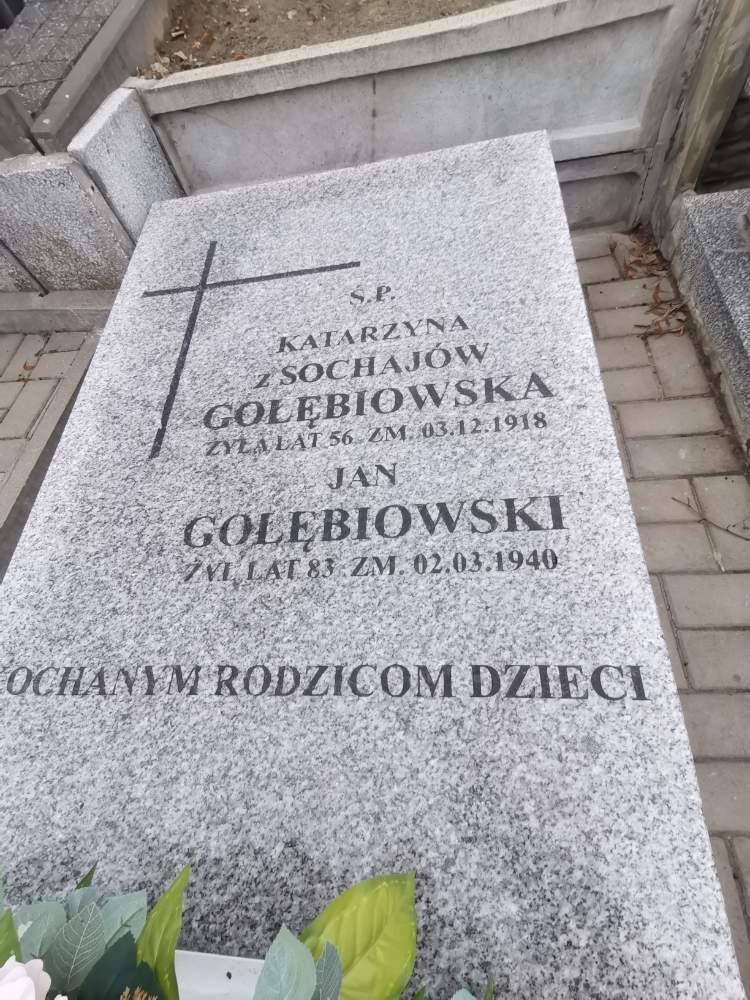 Ś.P.
KATARZYNA
z SOCHAJÓW
GOŁĘBIOWSKA
ŻYŁA LAT 56 ZM. 03.12.1918
JAN
GOŁĘBIOWSKI
ŻYŁ LAT 83 ZM. 02.03.1940
OCHANYM RODZICOM DZIECI